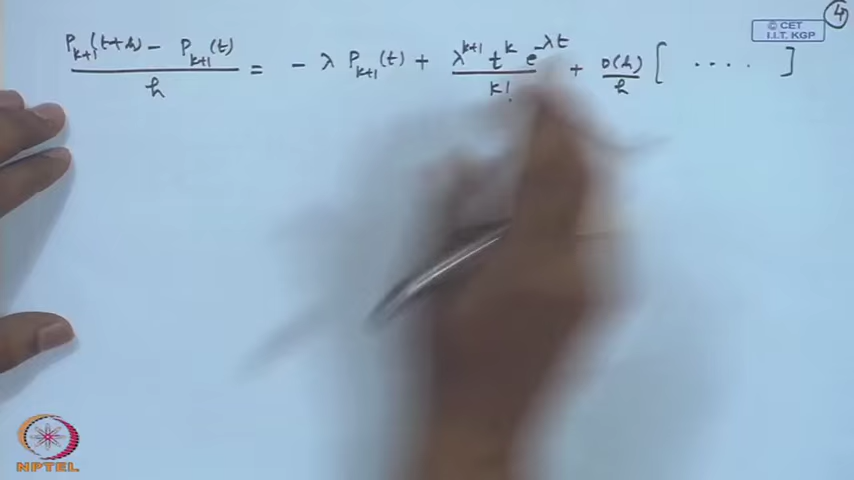 4
© CET
I.I.T. KGP
P_{k+1}(t+h) - P_{k+1}(t) / h = - λ P_{k+1}(t) + λ^{k+1} t^k e^{-λt} / k! + o(h) / h [ .... ]
NPTEL